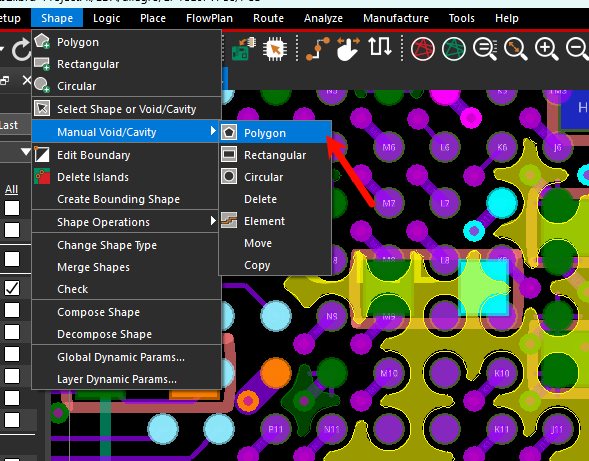 etup Shape Logic Place FlowPlan Route Analyze Manufacture Tools Help
Polygon
Rectangular
Circular
Select Shape or Void/Cavity
Manual Void/Cavity
Edit Boundary
Delete Islands
Create Bounding Shape
Shape Operations
Change Shape Type
Merge Shapes
Check
Compose Shape
Decompose Shape
Global Dynamic Params...
Layer Dynamic Params...
Polygon
Rectangular
Circular
Delete
Element
Move
Copy
Last
All
H
M6 L6 K6 J6
M7 L7
L8
N9 M9
M10 K10
P11 N11 K11 J11